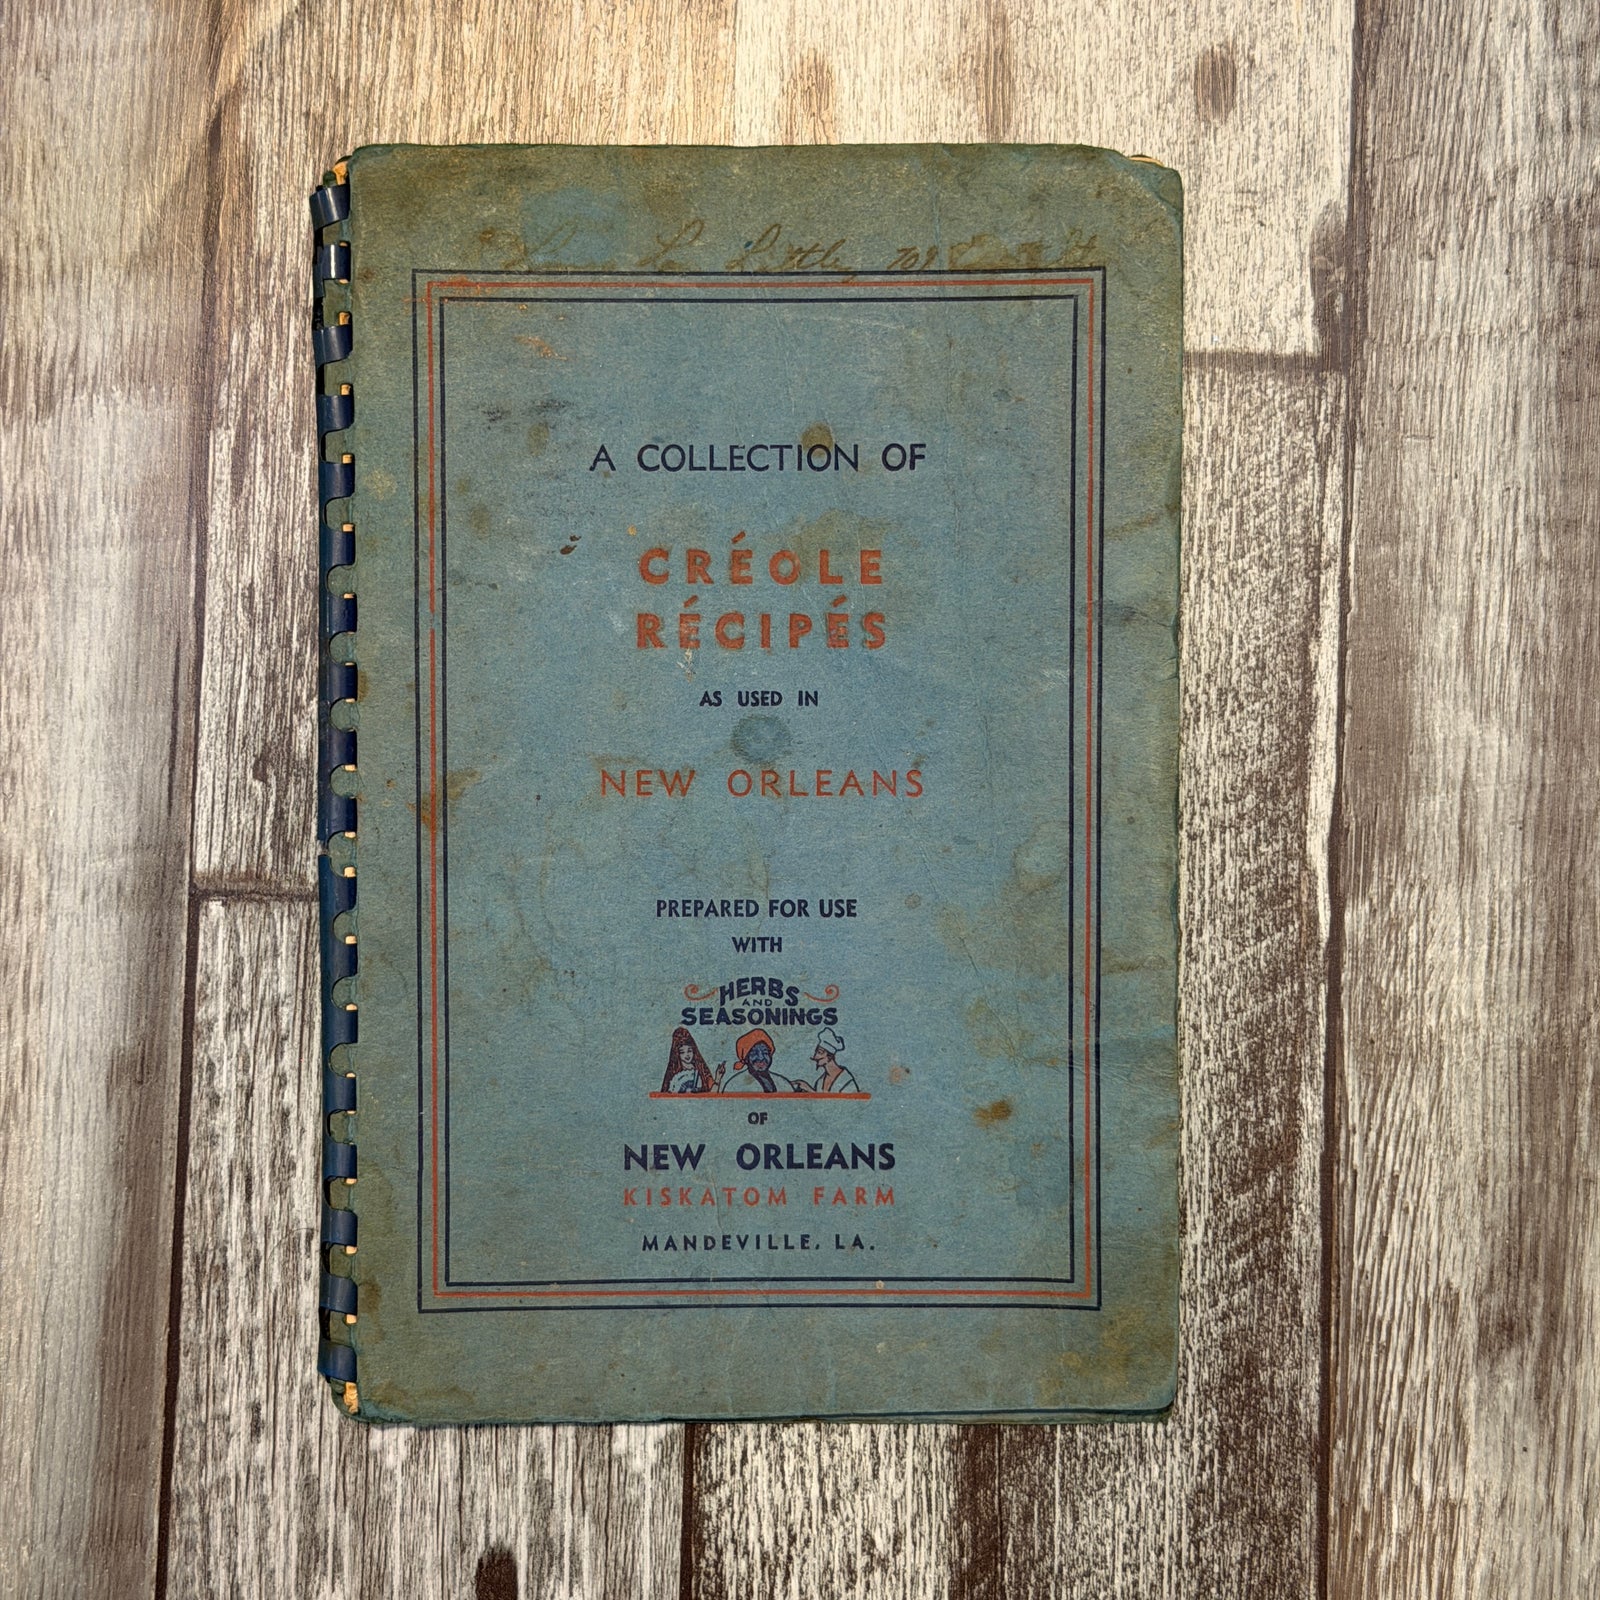 709
A COLLECTION OF
CRÉOLE
RÉCIPÉS
AS USED IN
NEW ORLEANS
PREPARED FOR USE
WITH
HERBS
AND
SEASONINGS
OF
NEW ORLEANS
KISKATOM FARM
MANDEVILLE, LA.